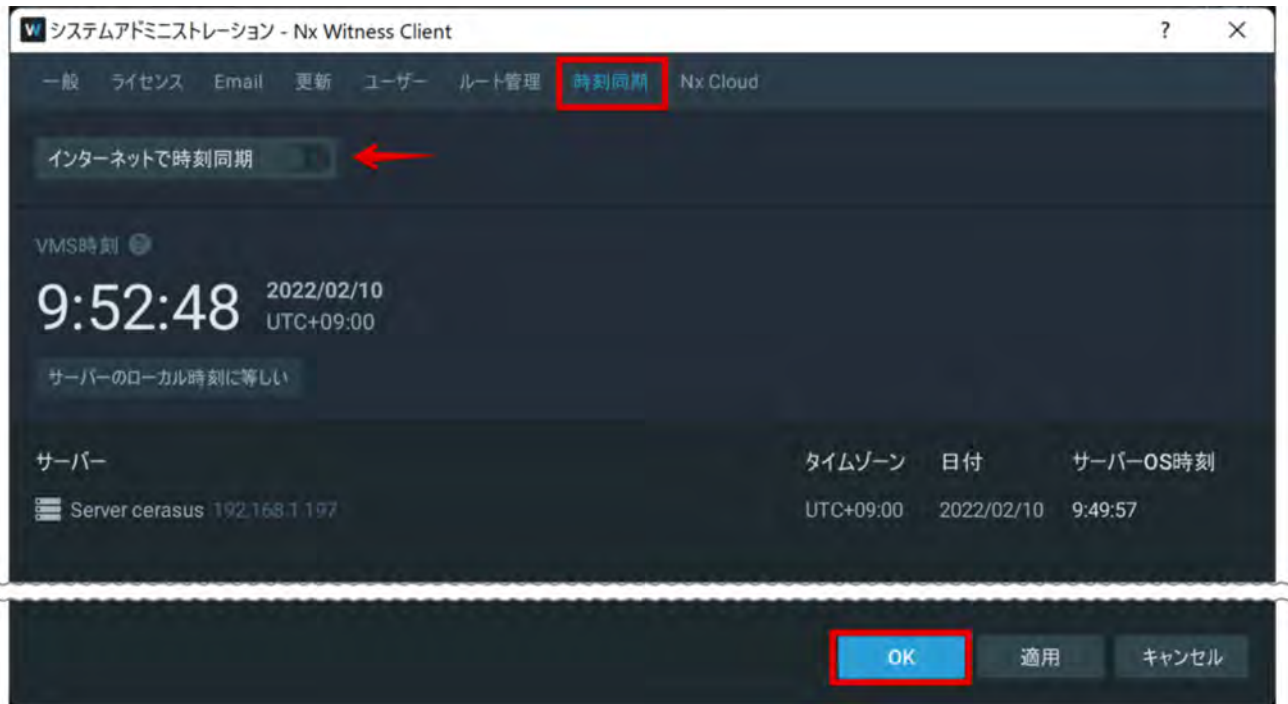 W システムアドミニストレーション - Nx Witness Client ? ×
一般 ライセンス Email 更新 ユーザー ルート管理 時刻同期 Nx Cloud
インターネットで時刻同期
VMS時刻 ?
9:52:48 2022/02/10
UTC+09:00
サーバーのローカル時刻に等しい
サーバー タイムゾーン 日付 サーバーOS時刻
Server cerasus 192.168.1.197 UTC+09:00 2022/02/10 9:49:57
OK 適用 キャンセル